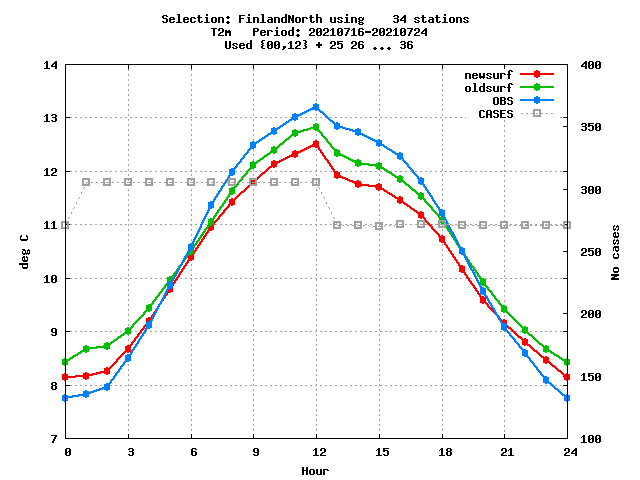 Selection: FinlandNorth using    34 stations
T2m   Period: 20210716-20210724
Used {00,12} + 25 26 ... 36
newsurf
oldsurf
OBS
CASES
deg C
14
13
12
11
10
9
8
7
400
350
300
250
200
150
100
No cases
0 3 6 9 12 15 18 21 24
Hour